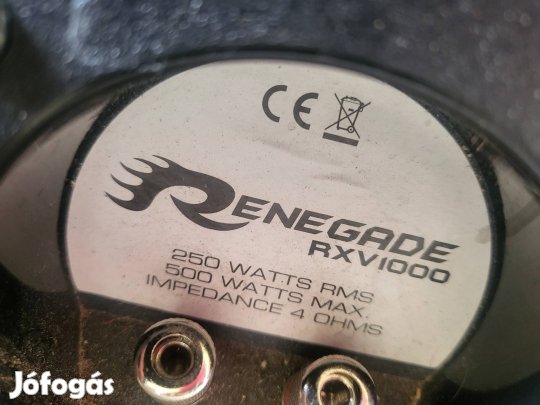 CE
RENEGADE
RXV1000
250 WATTS RMS
500 WATTS MAX.
IMPEDANCE 4 OHMS
Jófogás